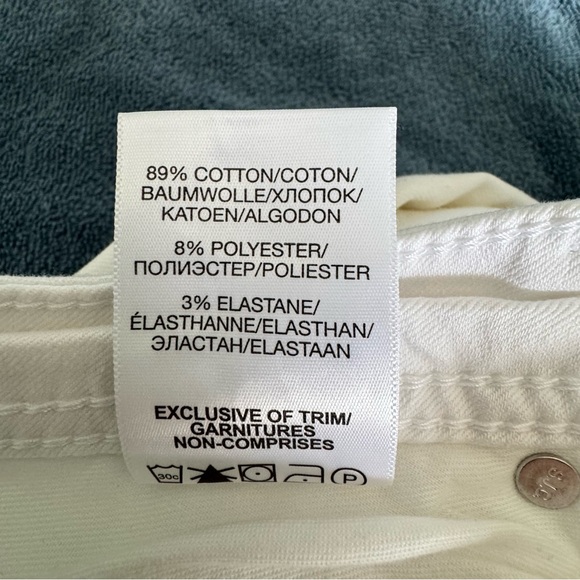 89% COTTON/COTON/
BAUMWOLLE/ХЛОПОК/
KATOEN/ALGODON
8% POLYESTER/
ПОЛИЭСТЕР/POLIESTER
3% ELASTANE/
ÉLASTHANNE/ELASTHAN/
ЭЛАСТАН/ELASTAAN
EXCLUSIVE OF TRIM/
GARNITURES
NON-COMPRISES
30c P